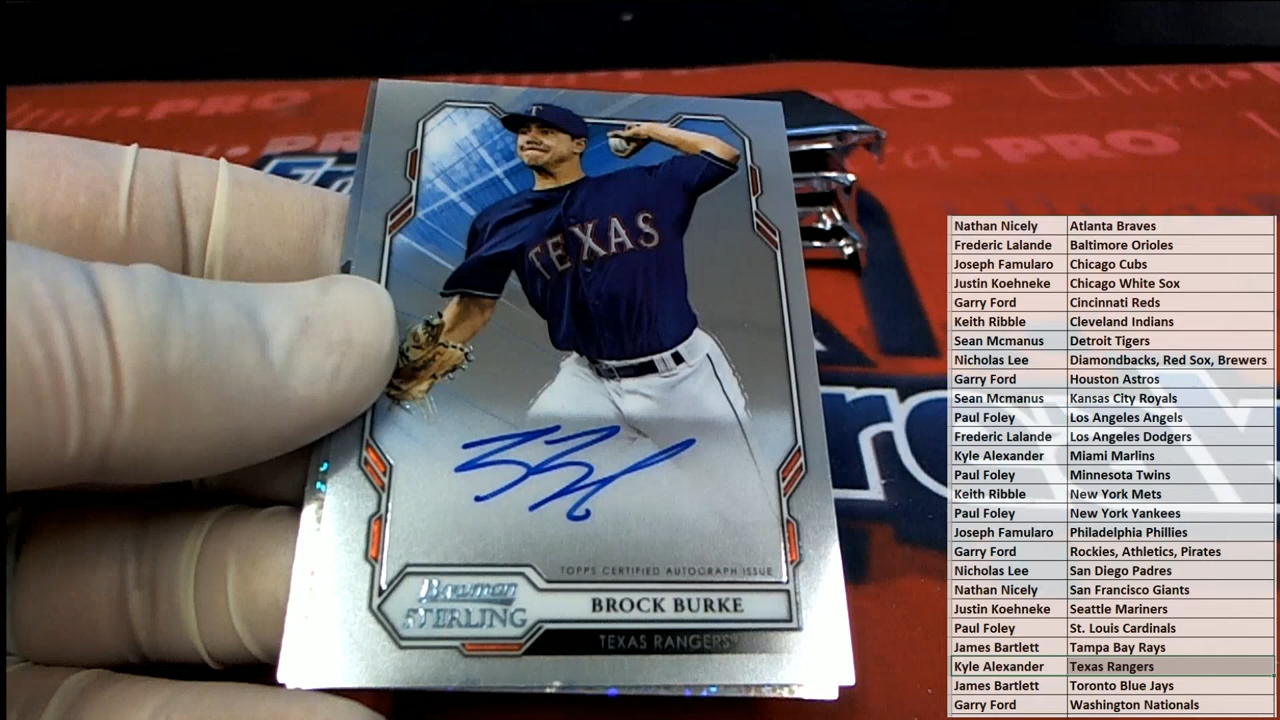 Ultra•PRO
PRO
T
TEXAS
TOPPS CERTIFIED AUTOGRAPH ISSUE
Bowman
STERLING
BROCK BURKE
TEXAS RANGERS
Nathan Nicely Atlanta Braves
Frederic Lalande Baltimore Orioles
Joseph Famularo Chicago Cubs
Justin Koehneke Chicago White Sox
Garry Ford Cincinnati Reds
Keith Ribble Cleveland Indians
Sean Mcmanus Detroit Tigers
Nicholas Lee Diamondbacks, Red Sox, Brewers
Garry Ford Houston Astros
Sean Mcmanus Kansas City Royals
Paul Foley Los Angeles Angels
Frederic Lalande Los Angeles Dodgers
Kyle Alexander Miami Marlins
Paul Foley Minnesota Twins
Keith Ribble New York Mets
Paul Foley New York Yankees
Joseph Famularo Philadelphia Phillies
Garry Ford Rockies, Athletics, Pirates
Nicholas Lee San Diego Padres
Nathan Nicely San Francisco Giants
Justin Koehneke Seattle Mariners
Paul Foley St. Louis Cardinals
James Bartlett Tampa Bay Rays
Kyle Alexander Texas Rangers
James Bartlett Toronto Blue Jays
Garry Ford Washington Nationals